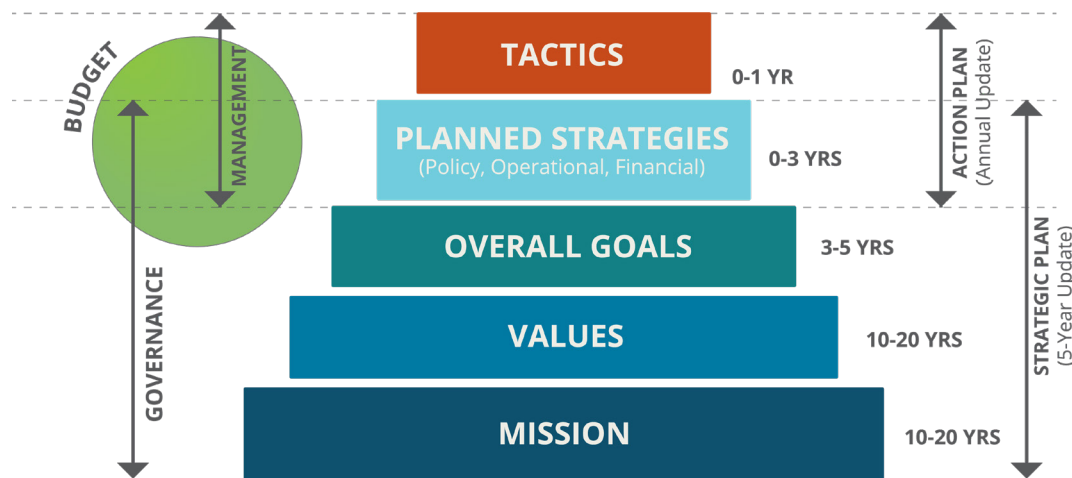 BUDGET
MANAGEMENT
GOVERNANCE
TACTICS
0-1 YR
PLANNED STRATEGIES
(Policy, Operational, Financial)
0-3 YRS
OVERALL GOALS
3-5 YRS
VALUES
10-20 YRS
MISSION
10-20 YRS
ACTION PLAN
(Annual Update)
STRATEGIC PLAN
(5-Year Update)